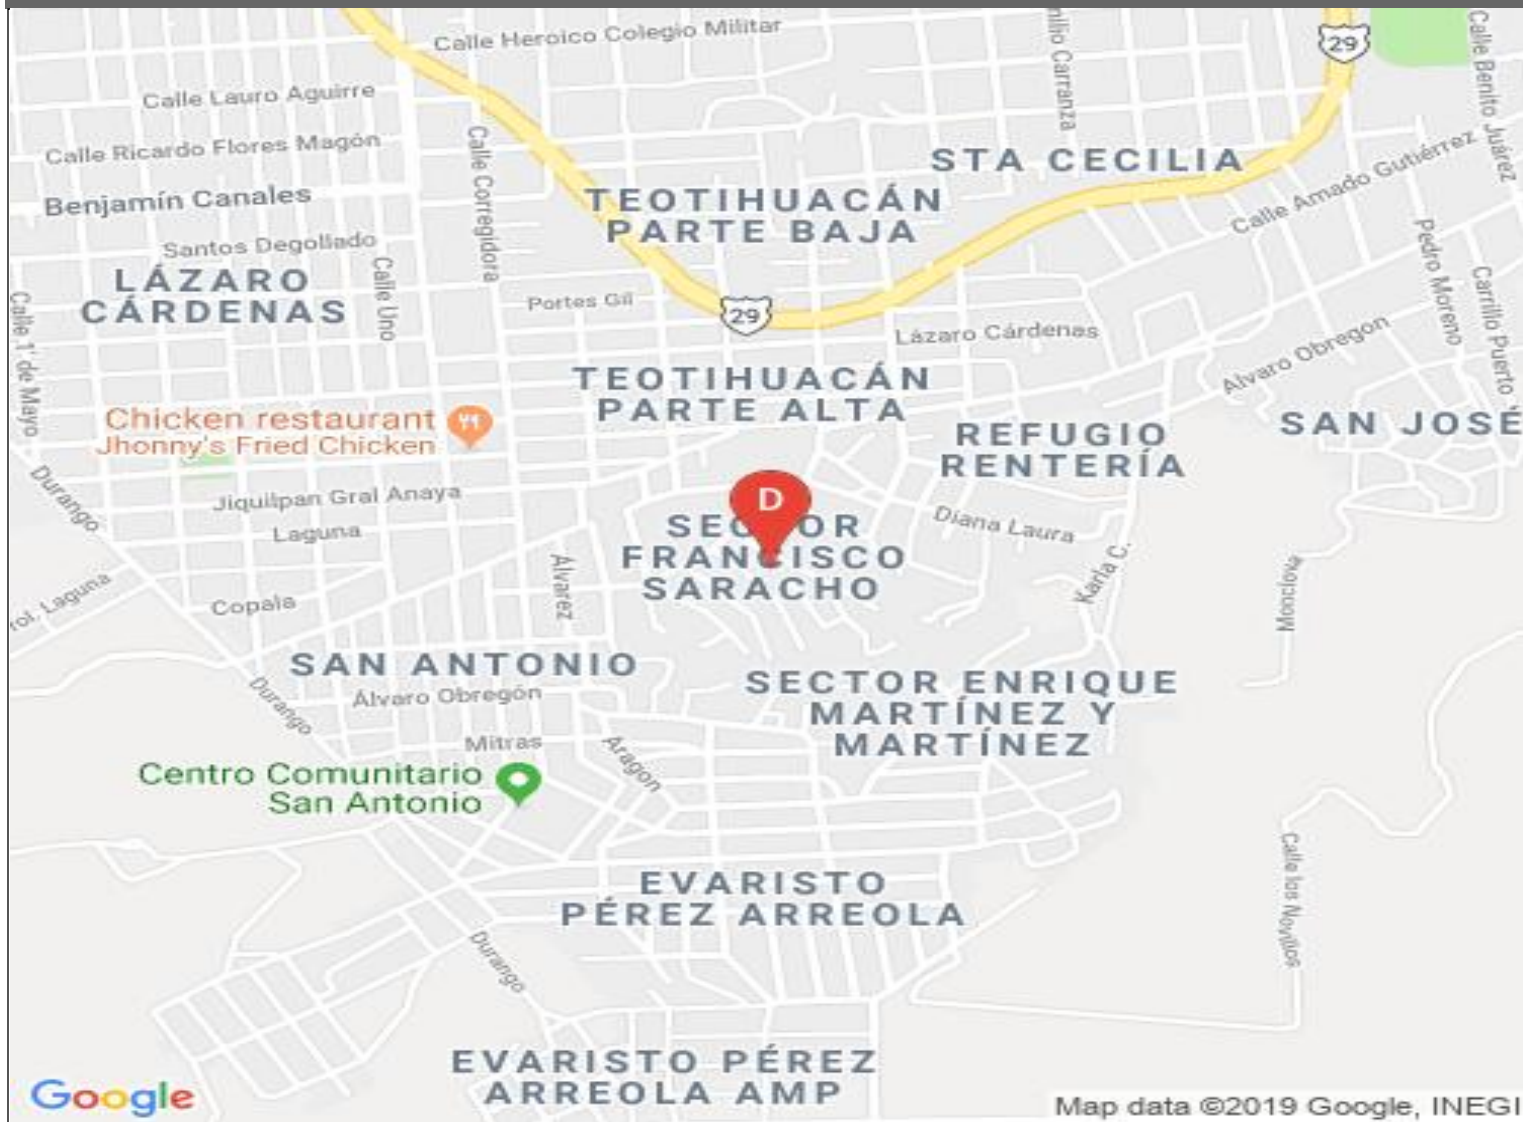 Calle Heroico Colegio Militar
29
Calle Benito Juárez
Calle Lauro Aguirre
Carranza
Calle Ricardo Flores Magón
Calle Corregidora
STA CECILIA
Calle Amado Gutiérrez
Benjamín Canales
TEOTIHUACÁN
PARTE BAJA
Santos Degollado
Pedro Moreno
Carrillo Puerto
LÁZARO
CÁRDENAS
Calle Uno
Calle 1° de Mayo
Portes Gil
29
Lázaro Cárdenas
Alvaro Obregon
TEOTIHUACÁN
PARTE ALTA
Chicken restaurant
Jhonny's Fried Chicken
REFUGIO
RENTERÍA
SAN JOSÉ
Durango
Jiquilpan Gral Anaya
D
Laguna
SECTOR
FRANCISCO
SARACHO
Diana Laura
Álvarez
Karla C.
Monclova
rol. Laguna
Copala
SAN ANTONIO
Durango
Álvaro Obregón
SECTOR ENRIQUE
MARTÍNEZ Y
MARTÍNEZ
Mitras
Aragon
Centro Comunitario
San Antonio
Calle los Novillos
EVARISTO
PÉREZ ARREOLA
Durango
EVARISTO PÉREZ
ARREOLA AMP
Google
Map data ©2019 Google, INEGI